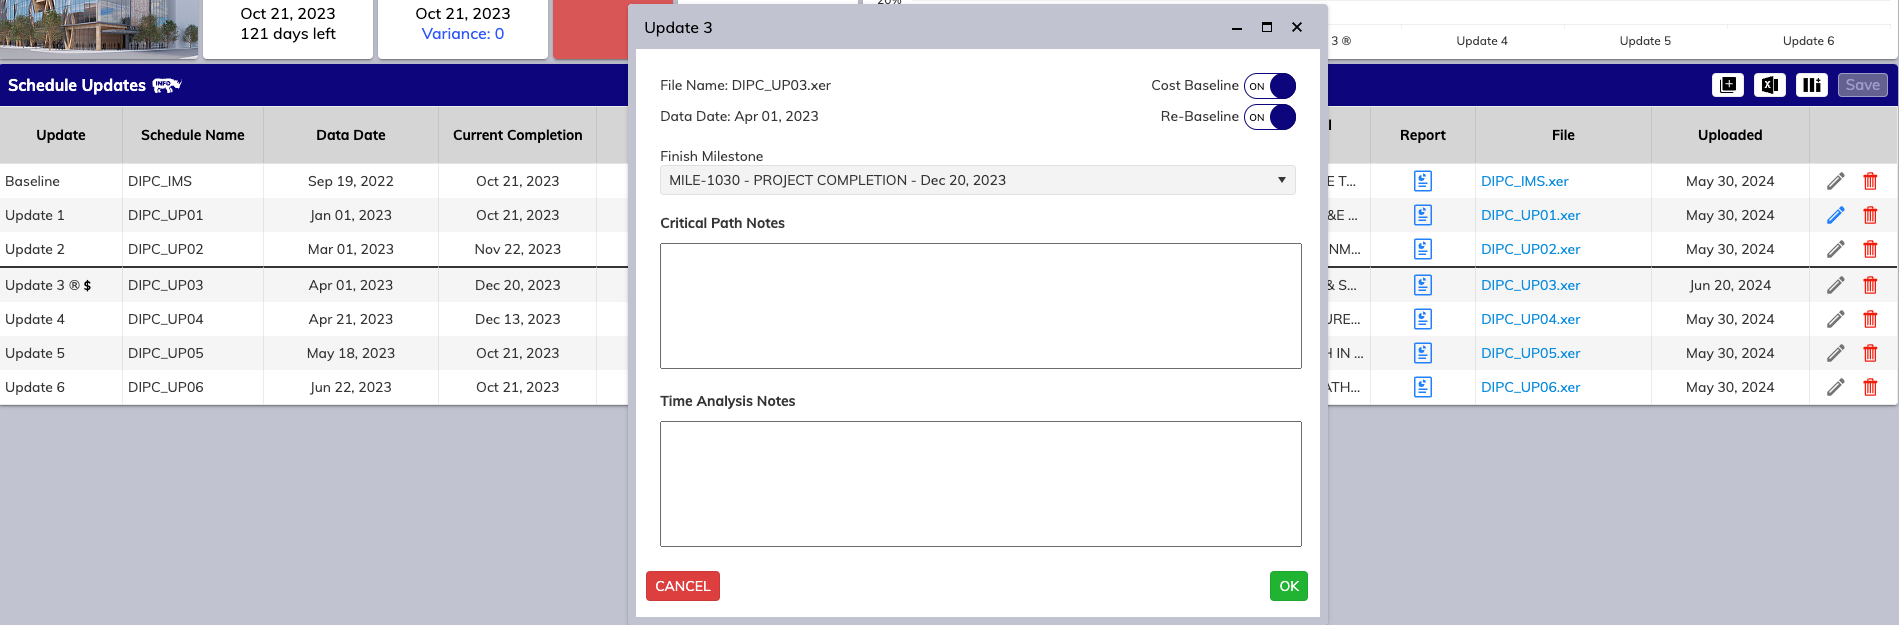 Oct 21, 2023
121 days left
Oct 21, 2023
Variance: 0
20%
3 ®
Update 4
Update 5
Update 6
Schedule Updates INFO
Save
Update
Schedule Name
Data Date
Current Completion
l
Report
File
Uploaded
Baseline DIPC_IMS Sep 19, 2022 Oct 21, 2023 E T... DIPC_IMS.xer May 30, 2024
Update 1 DIPC_UP01 Jan 01, 2023 Oct 21, 2023 &E ... DIPC_UP01.xer May 30, 2024
Update 2 DIPC_UP02 Mar 01, 2023 Nov 22, 2023 NM... DIPC_UP02.xer May 30, 2024
Update 3 ® $ DIPC_UP03 Apr 01, 2023 Dec 20, 2023 & S... DIPC_UP03.xer Jun 20, 2024
Update 4 DIPC_UP04 Apr 21, 2023 Dec 13, 2023 URE... DIPC_UP04.xer May 30, 2024
Update 5 DIPC_UP05 May 18, 2023 Oct 21, 2023 H IN ... DIPC_UP05.xer May 30, 2024
Update 6 DIPC_UP06 Jun 22, 2023 Oct 21, 2023 ATH... DIPC_UP06.xer May 30, 2024
Update 3
File Name: DIPC_UP03.xer
Cost Baseline ON
Data Date: Apr 01, 2023
Re-Baseline ON
Finish Milestone
MILE-1030 - PROJECT COMPLETION - Dec 20, 2023
Critical Path Notes
Time Analysis Notes
CANCEL
OK